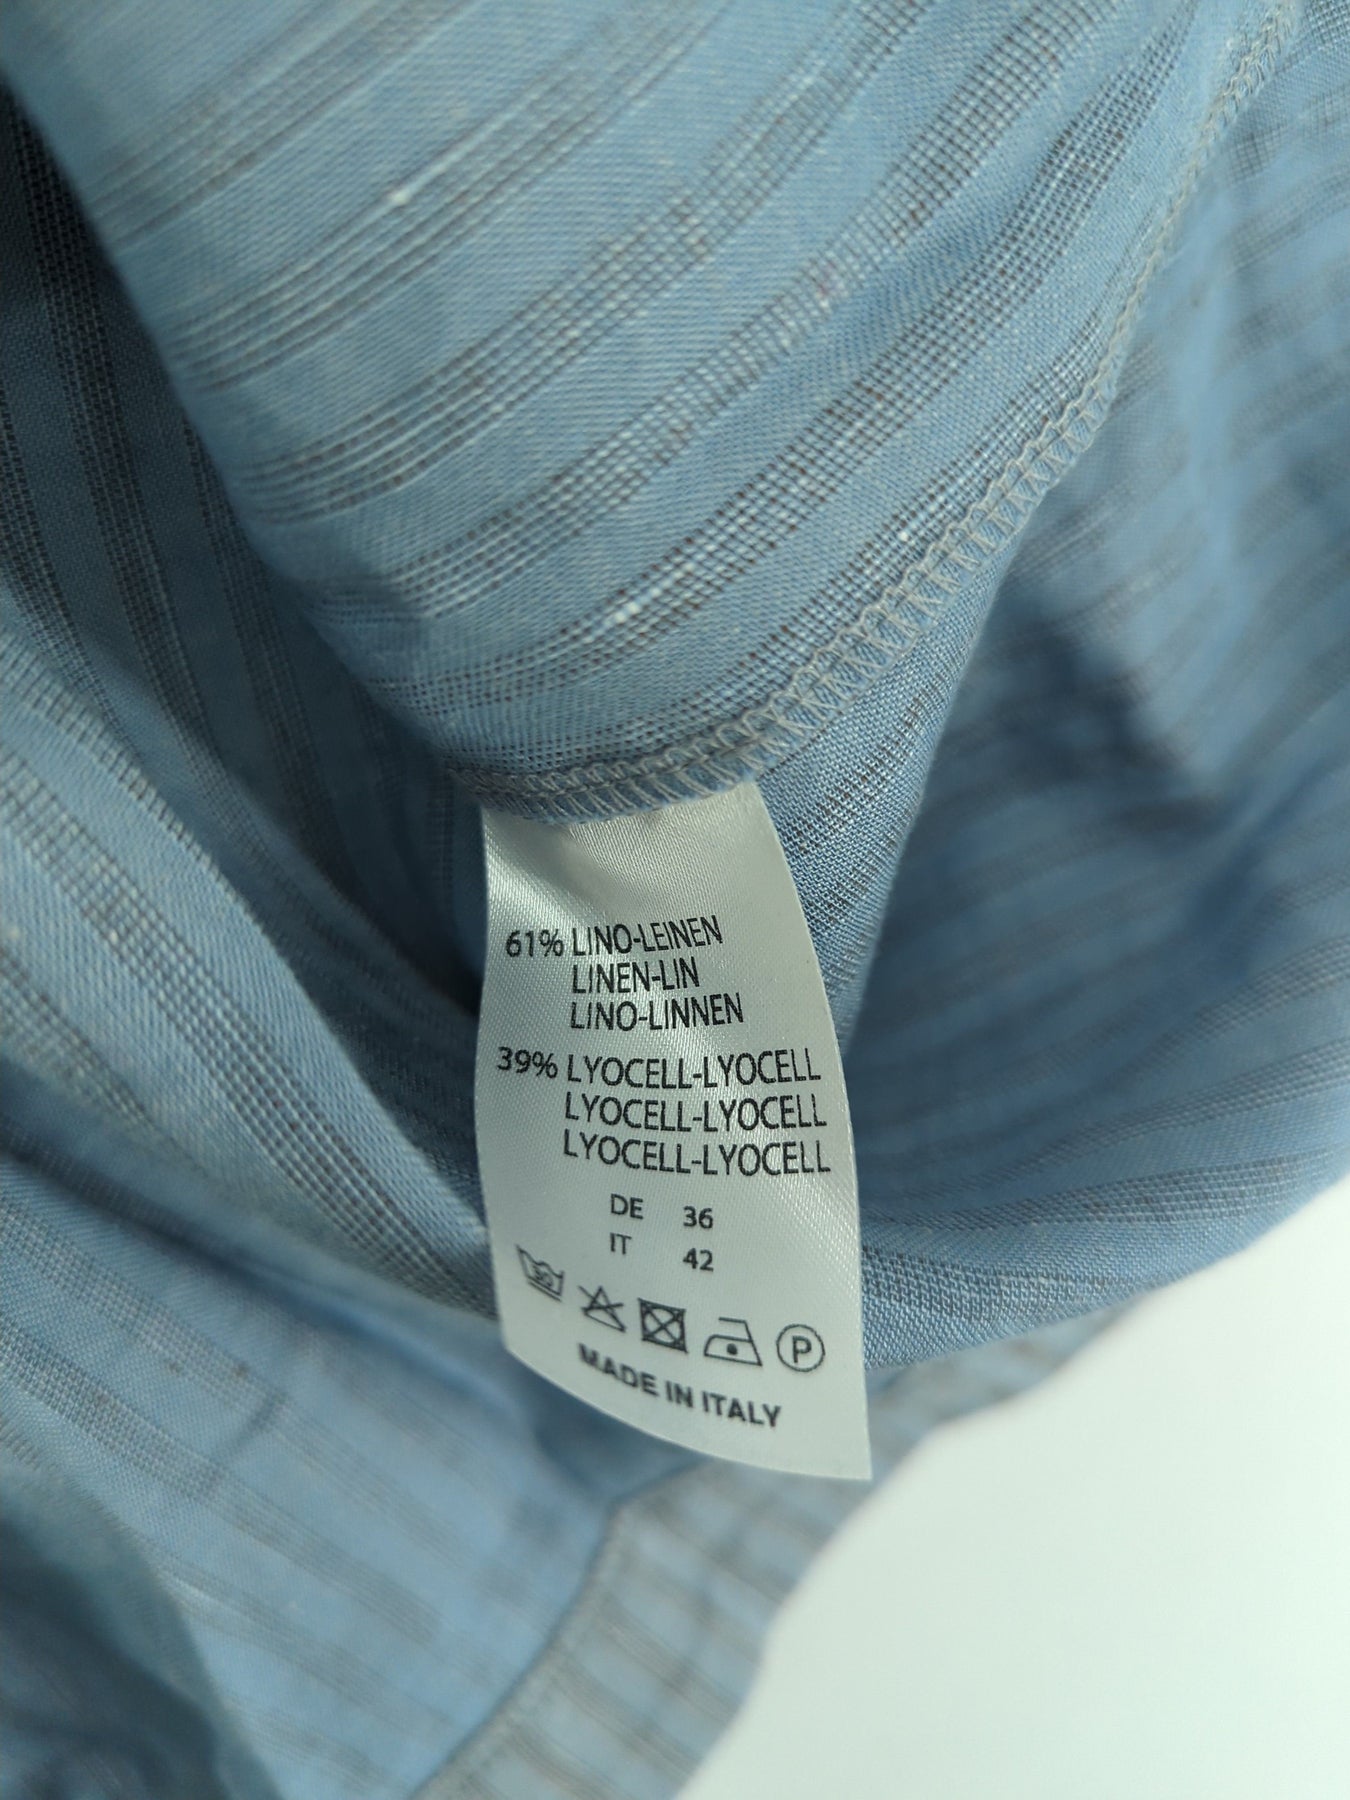 61% LINO-LEINEN
LINEN-LIN
LINO-LINNEN
39% LYOCELL-LYOCELL
LYOCELL-LYOCELL
LYOCELL-LYOCELL
DE 36
IT 42
30 P
MADE IN ITALY